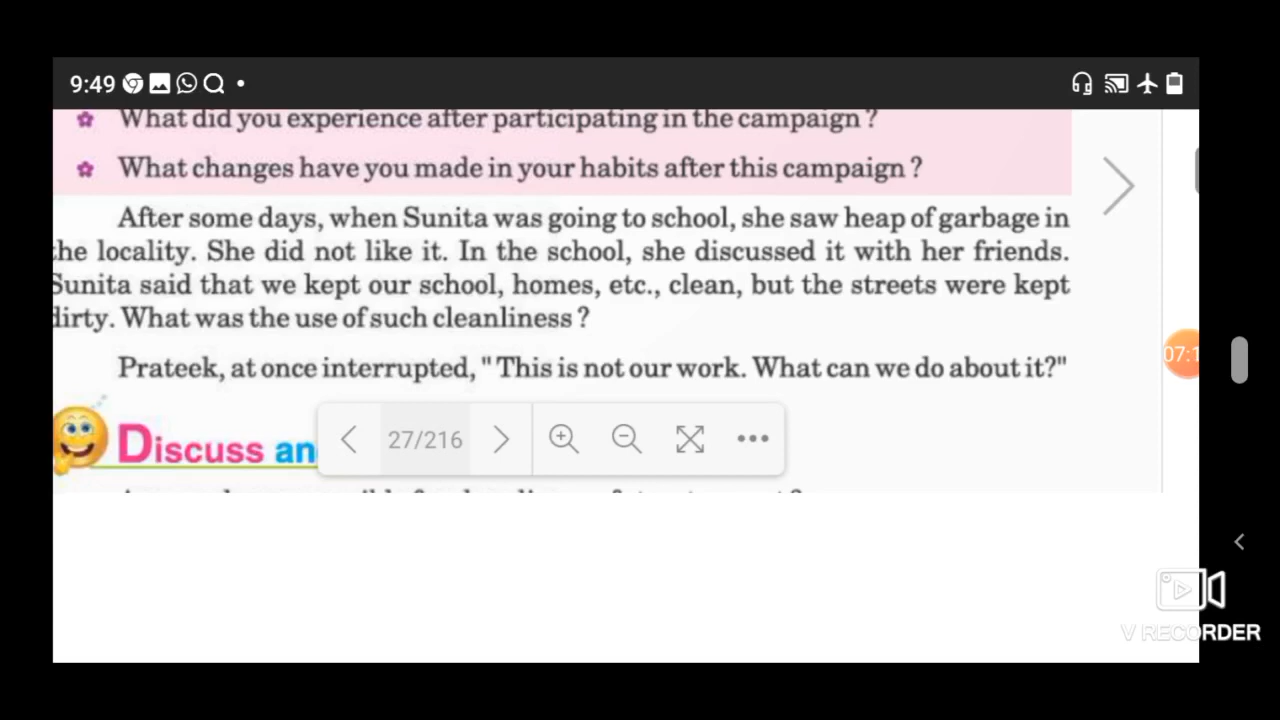 9:49
What did you experience after participating in the campaign ?
What changes have you made in your habits after this campaign ?
After some days, when Sunita was going to school, she saw heap of garbage in
the locality. She did not like it. In the school, she discussed it with her friends.
Sunita said that we kept our school, homes, etc., clean, but the streets were kept
dirty. What was the use of such cleanliness ?
Prateek, at once interrupted, "This is not our work. What can we do about it?"
07:1
Discuss an
27/216
V RECORDER